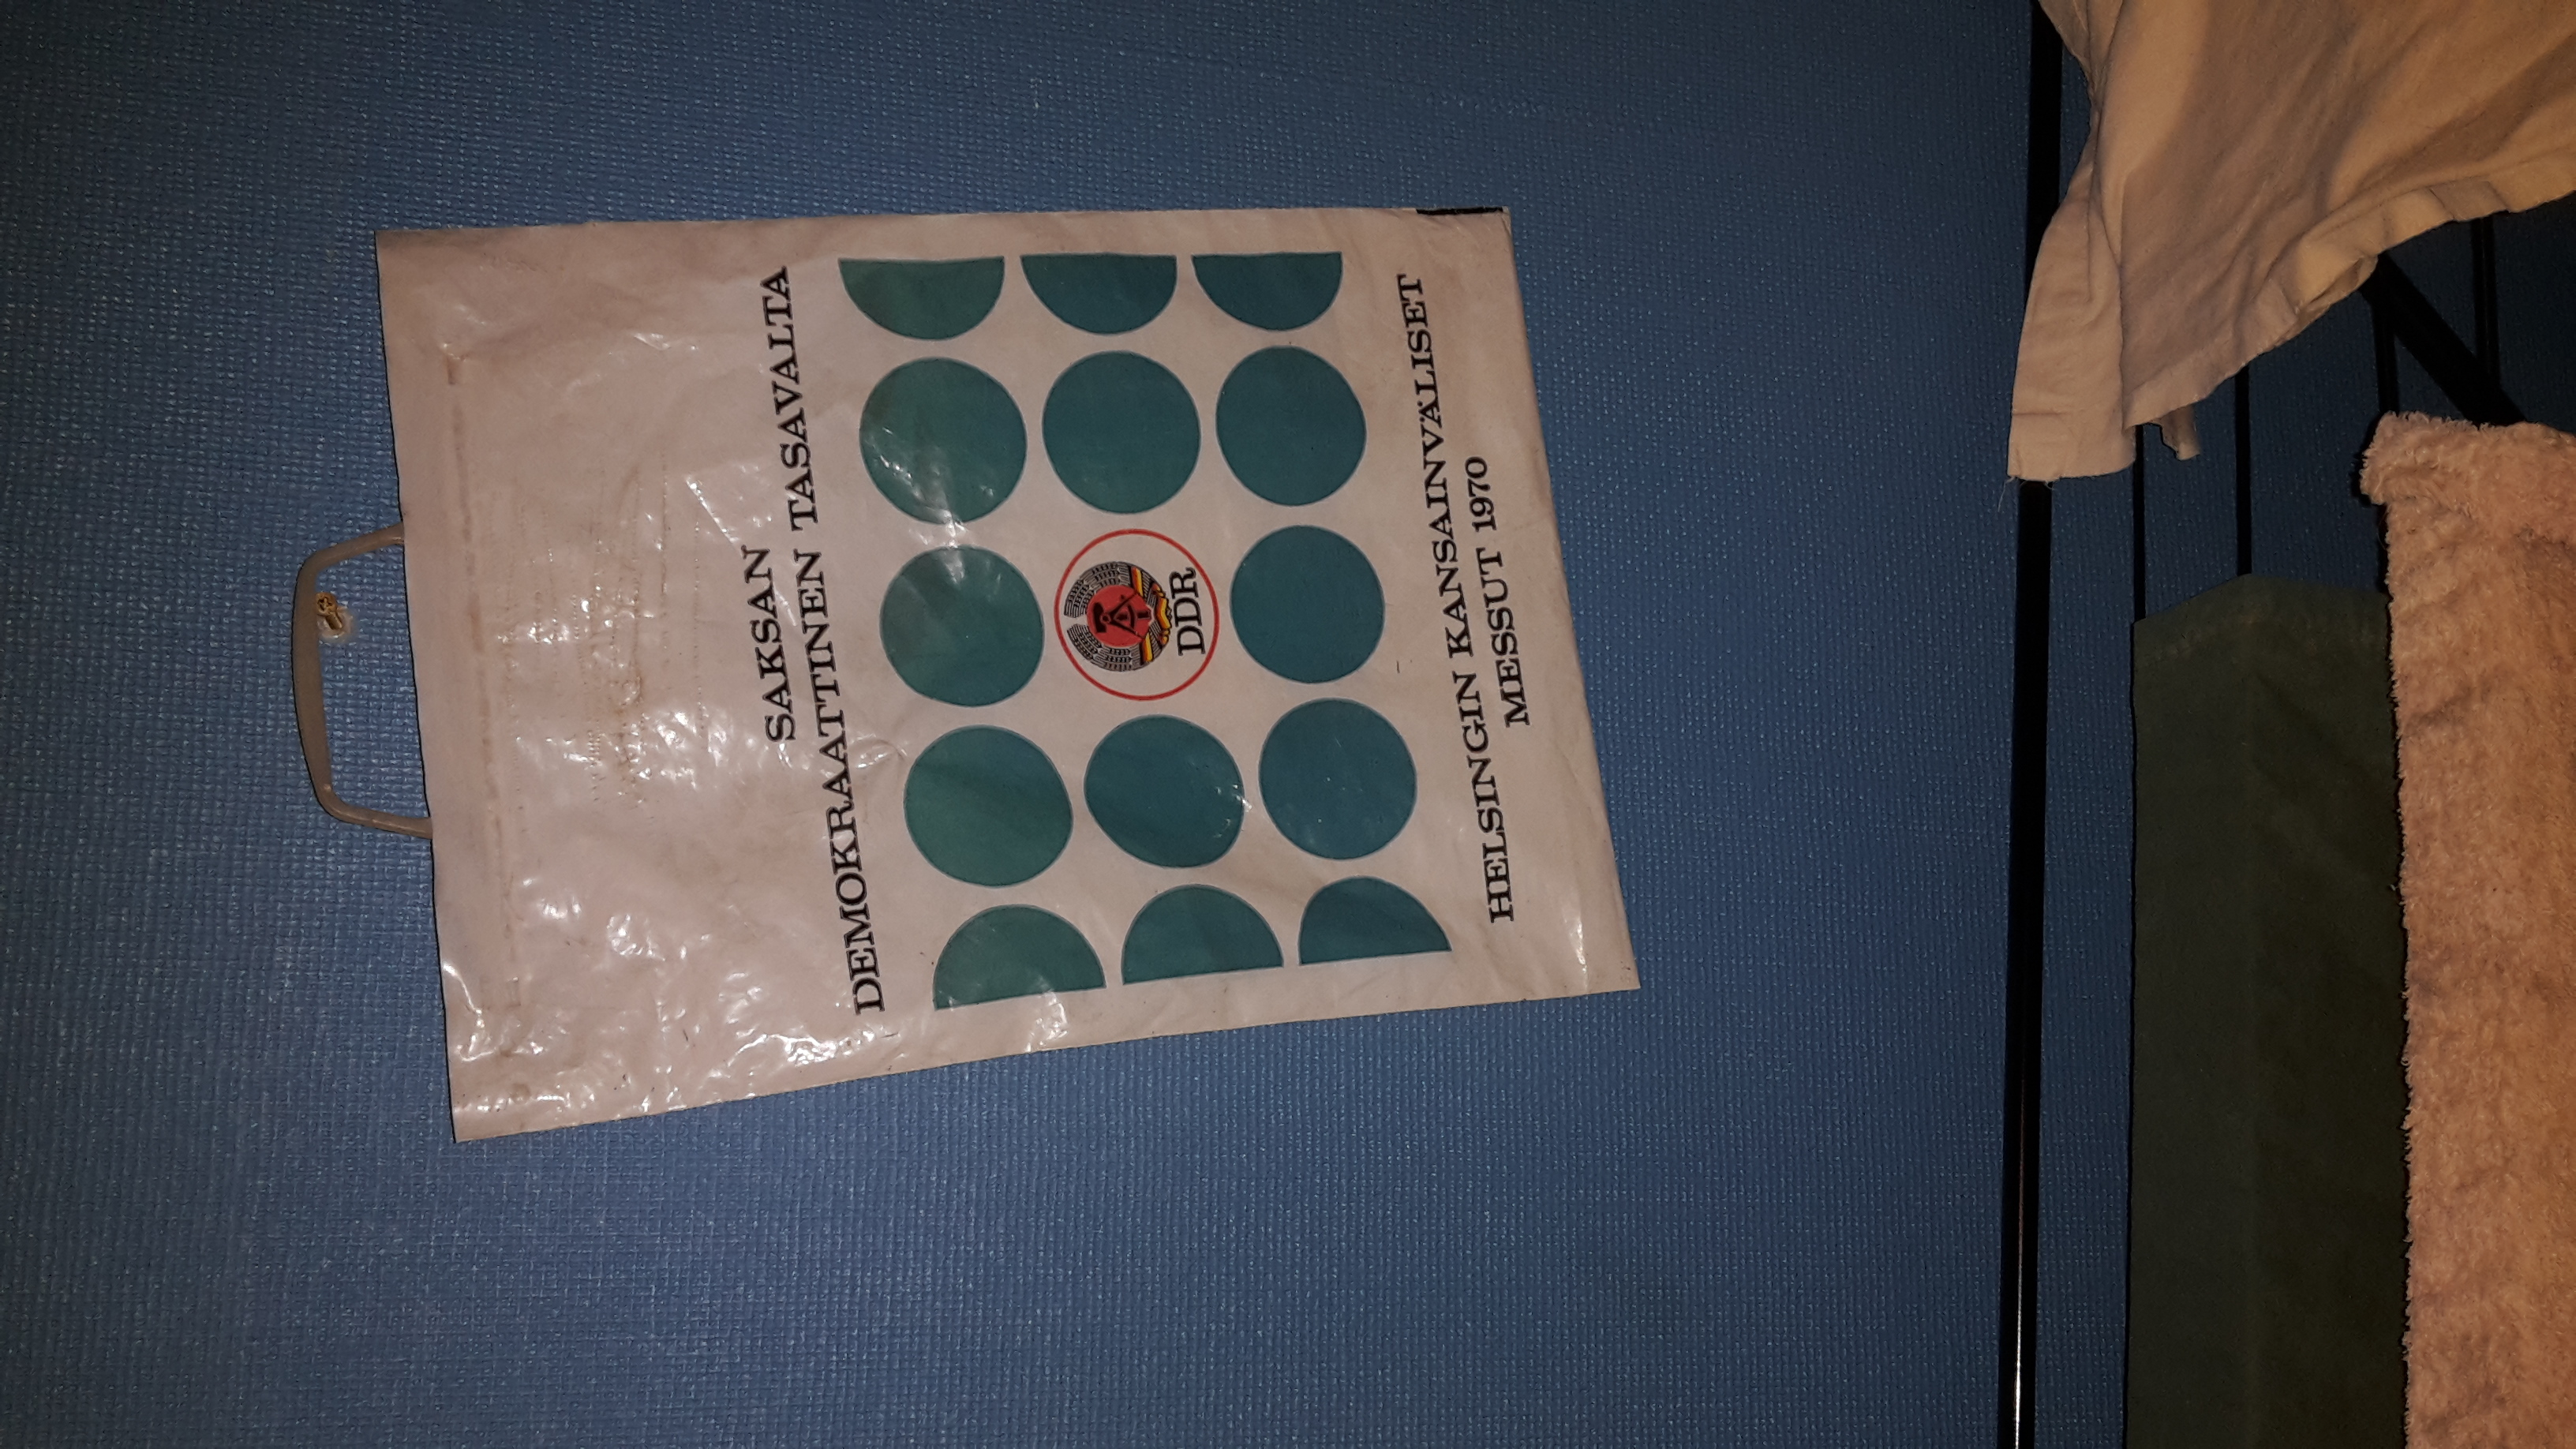 SAKSAN
DEMOKRAATTINEN TASAVALTA
DDR
HELSINGIN KANSAINVÄLISET
MESSUT 1970